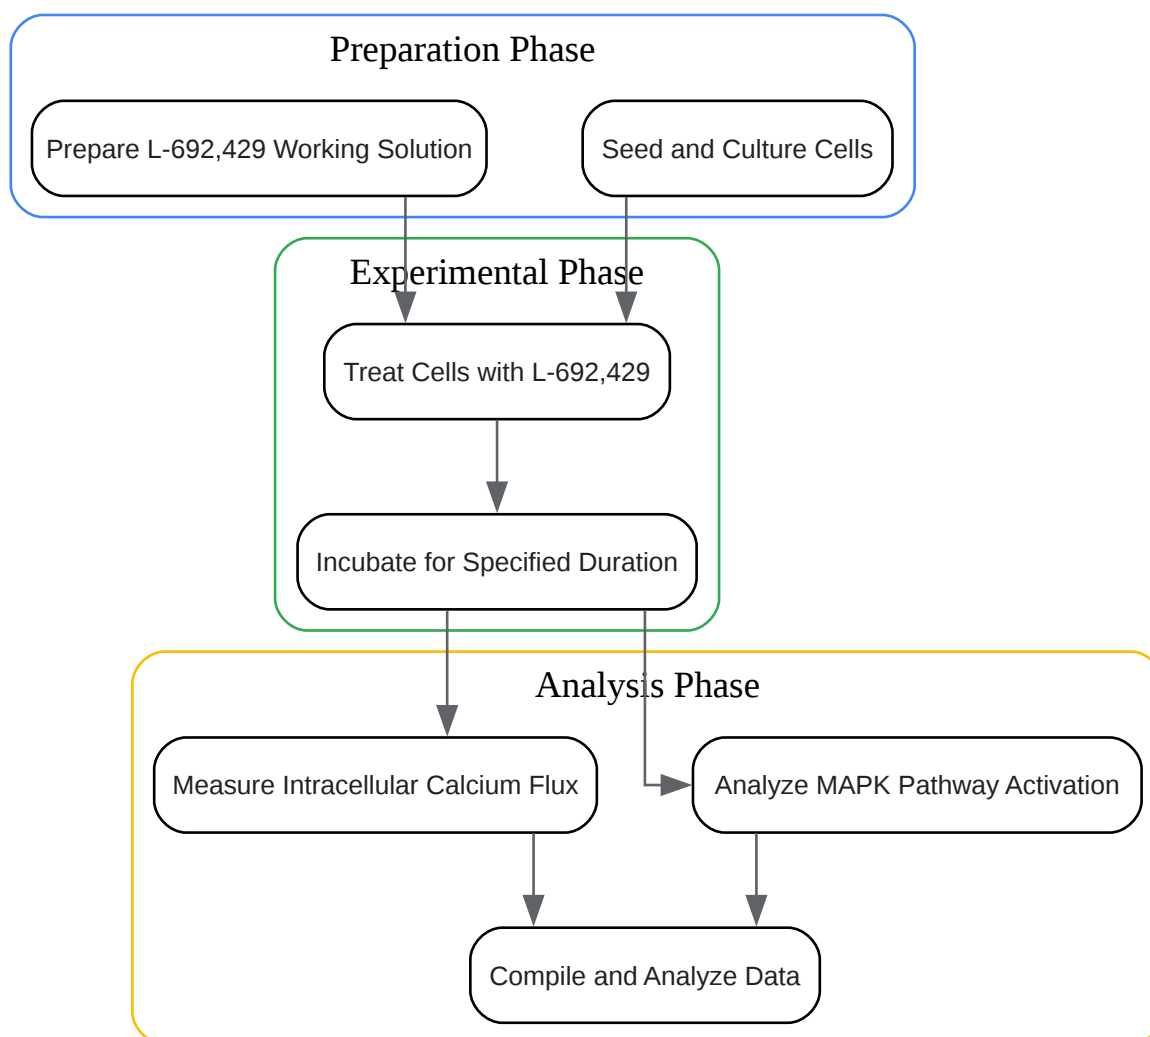 Preparation Phase
Prepare L-692,429 Working Solution
Seed and Culture Cells
Experimental Phase
Treat Cells with L-692,429
Incubate for Specified Duration
Analysis Phase
Measure Intracellular Calcium Flux
Analyze MAPK Pathway Activation
Compile and Analyze Data